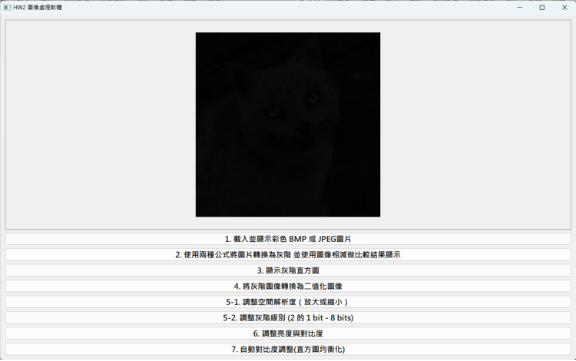 HW2 圖像處理軟體
1. 載入並顯示彩色 BMP 或 JPEG圖片
2. 使用兩種公式將圖片轉換為灰階 並使用圖像相減做比較結果顯示
3. 顯示灰階直方圖
4. 將灰階圖像轉換為二值化圖像
5-1. 調整空間解析度（放大或縮小）
5-2. 調整灰階級別 (2 的 1 bit - 8 bits)
6. 調整亮度與對比度
7. 自動對比度調整(直方圖均衡化)